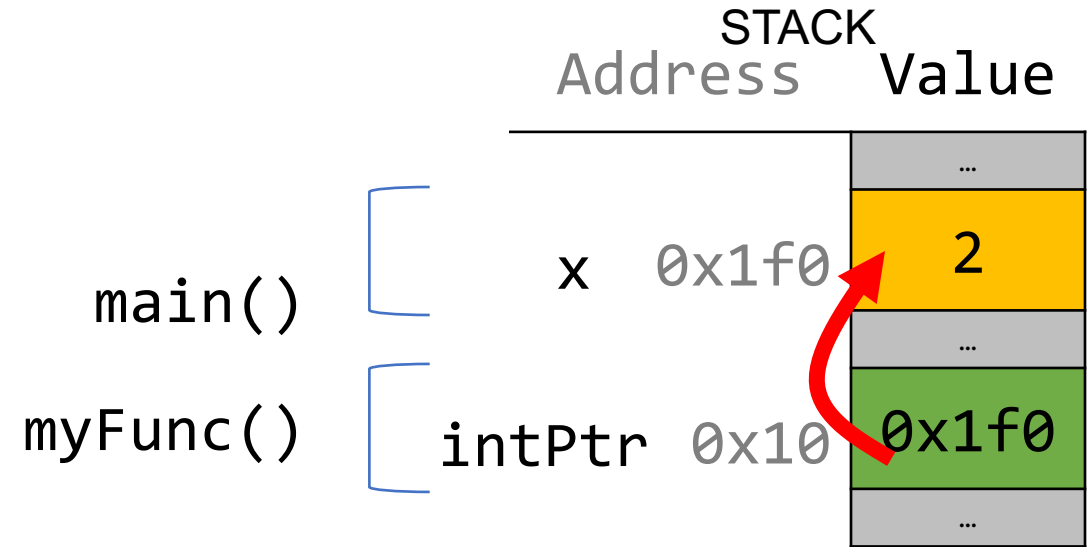 STACK
Address Value
…
x 0x1f0 2
main()
…
myFunc() intPtr 0x10 0x1f0
…